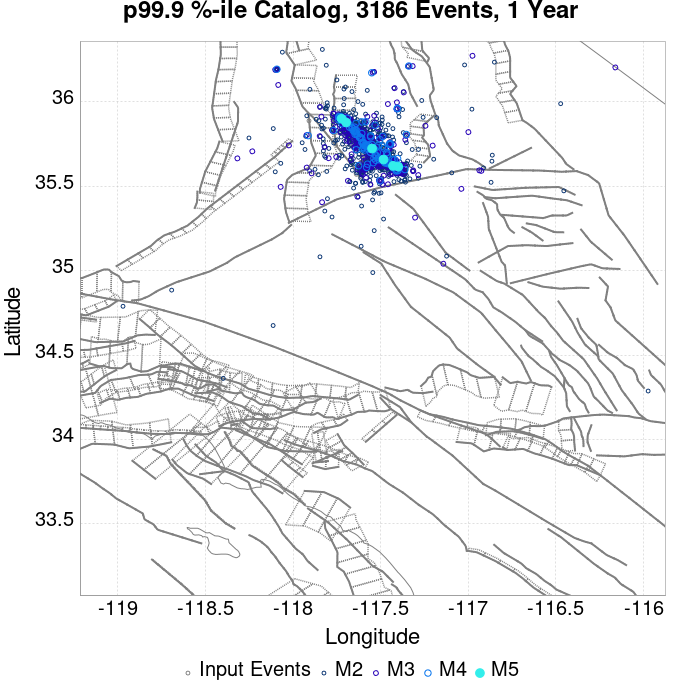 p99.9 %-ile Catalog, 3186 Events, 1 Year
36
35.5
35
34.5
34
33.5
Latitude
-119 -118.5 -118 -117.5 -117 -116.5 -116
Longitude
Input Events M2 M3 M4 M5